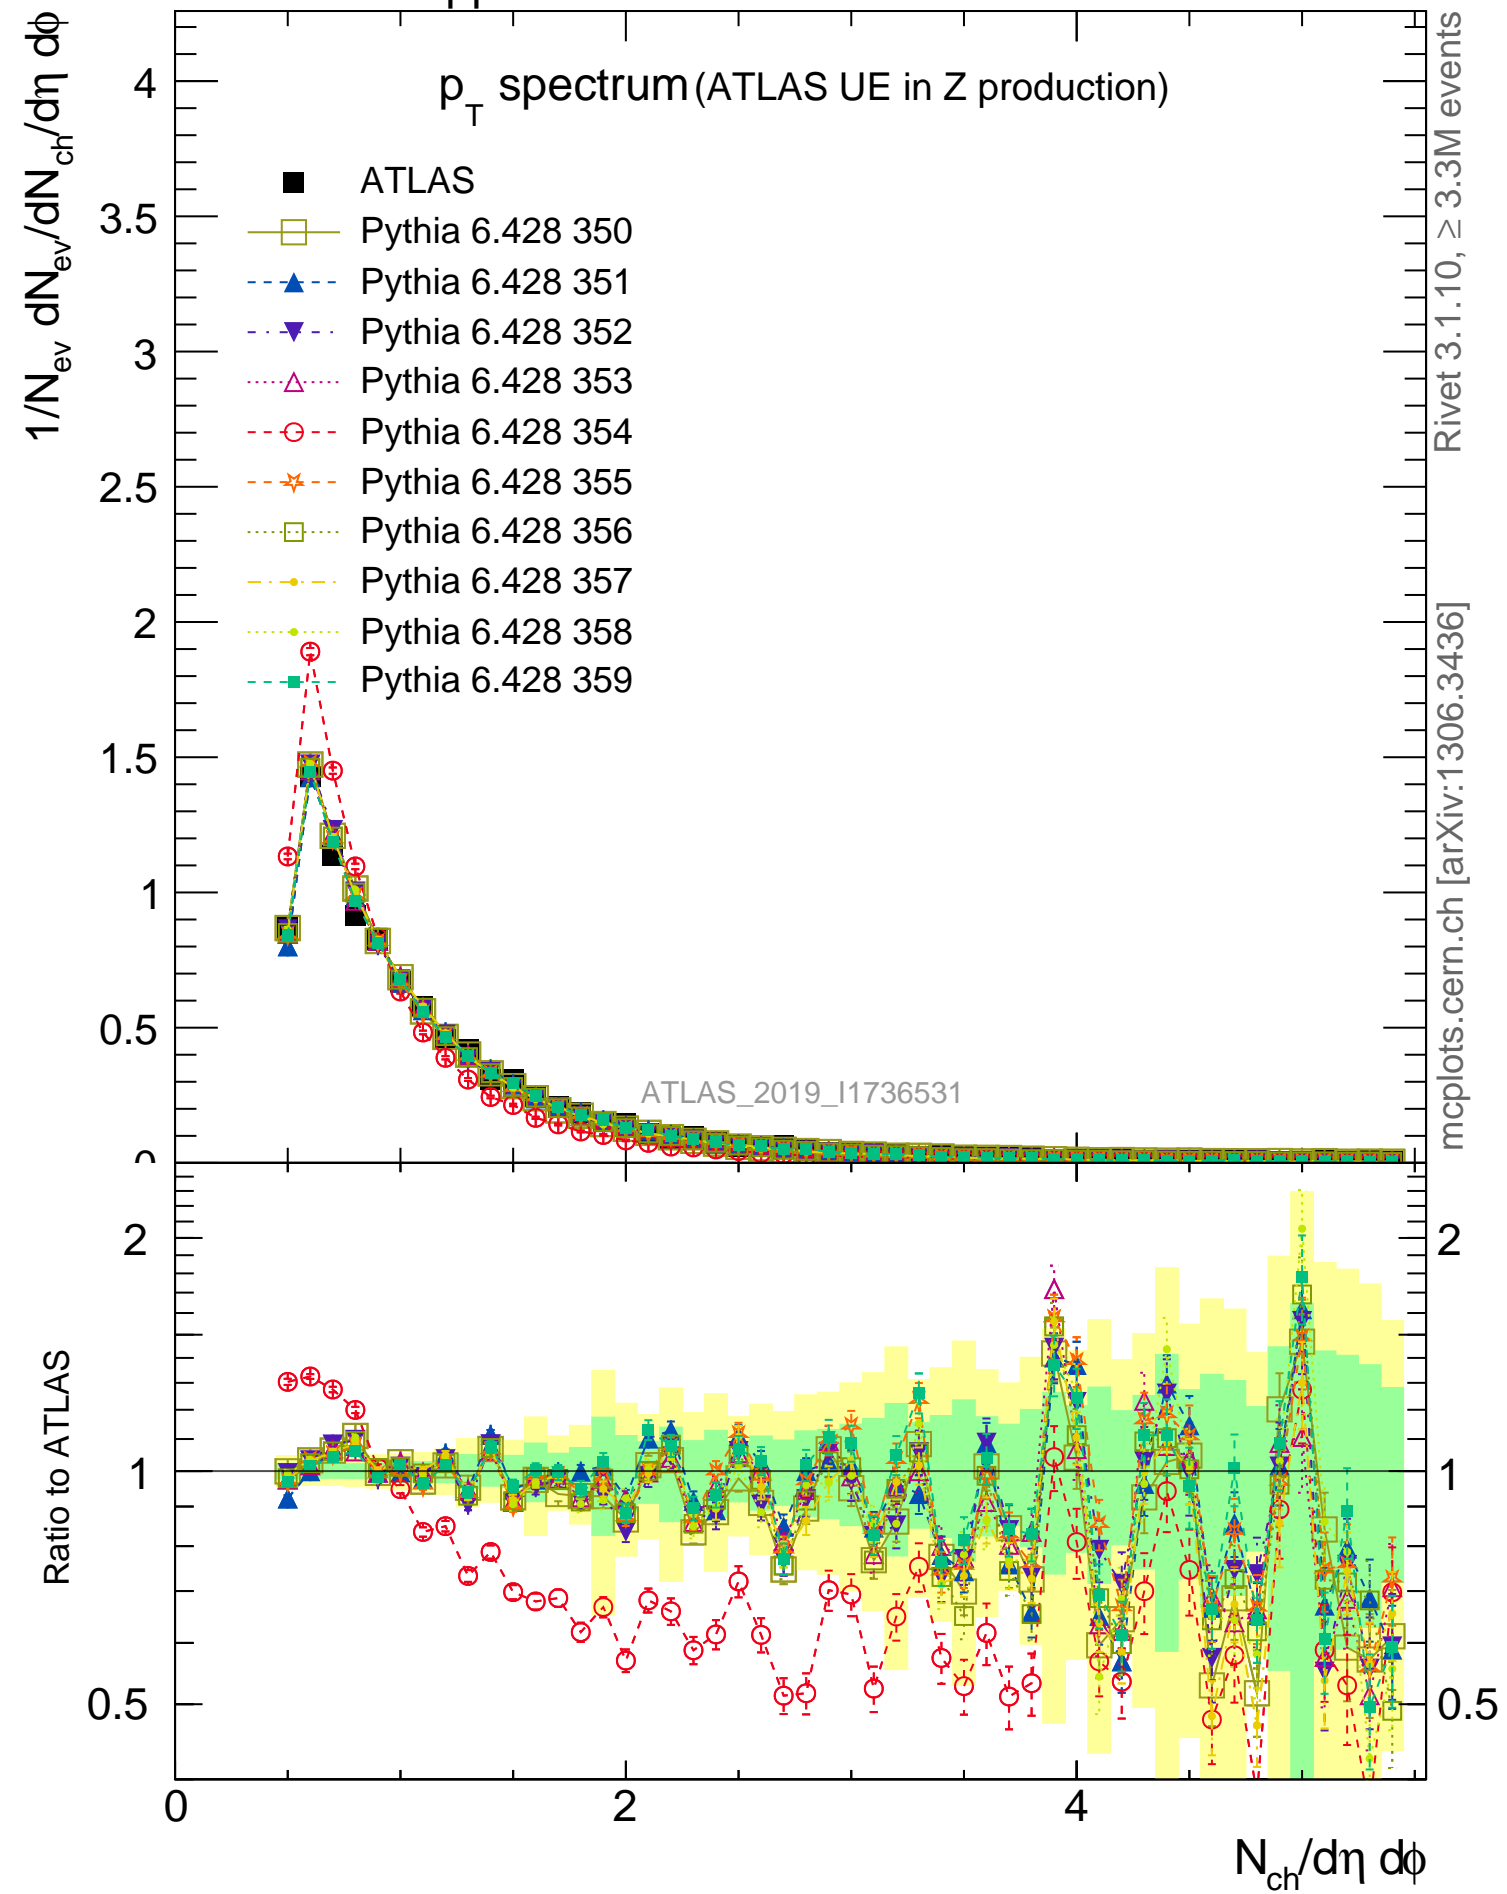 1/N_ev dN_ev/dN_ch/dη dϕ
p_T spectrum (ATLAS UE in Z production)
4
3.5
3
2.5
2
1.5
1
0.5
0
ATLAS
Pythia 6.428 350
Pythia 6.428 351
Pythia 6.428 352
Pythia 6.428 353
Pythia 6.428 354
Pythia 6.428 355
Pythia 6.428 356
Pythia 6.428 357
Pythia 6.428 358
Pythia 6.428 359
ATLAS_2019_I1736531
Rivet 3.1.10, ≥ 3.3M events
mcplots.cern.ch [arXiv:1306.3436]
Ratio to ATLAS
2
1
0.5
2
1
0.5
0
2
4
N_ch/dη dϕ